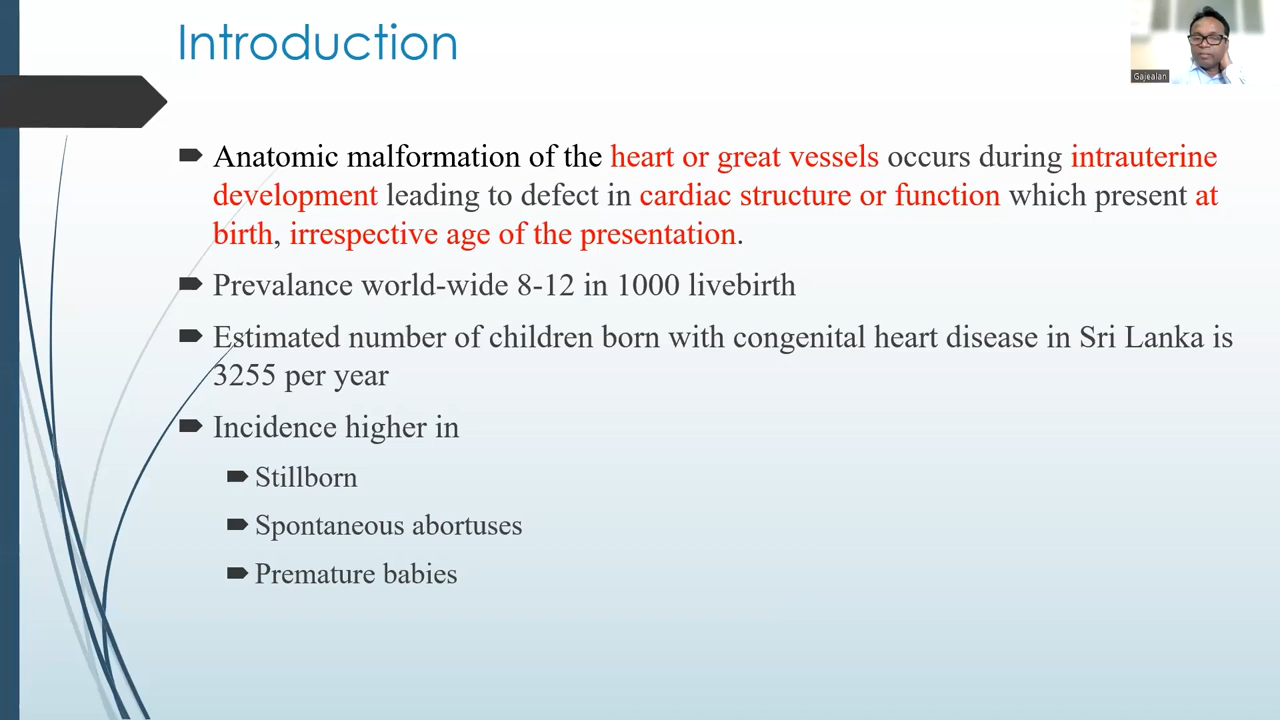 Introduction
Gajealan
Anatomic malformation of the heart or great vessels occurs during intrauterine
development leading to defect in cardiac structure or function which present at
birth, irrespective age of the presentation.
Prevalance world-wide 8-12 in 1000 livebirth
Estimated number of children born with congenital heart disease in Sri Lanka is
3255 per year
Incidence higher in
Stillborn
Spontaneous abortuses
Premature babies